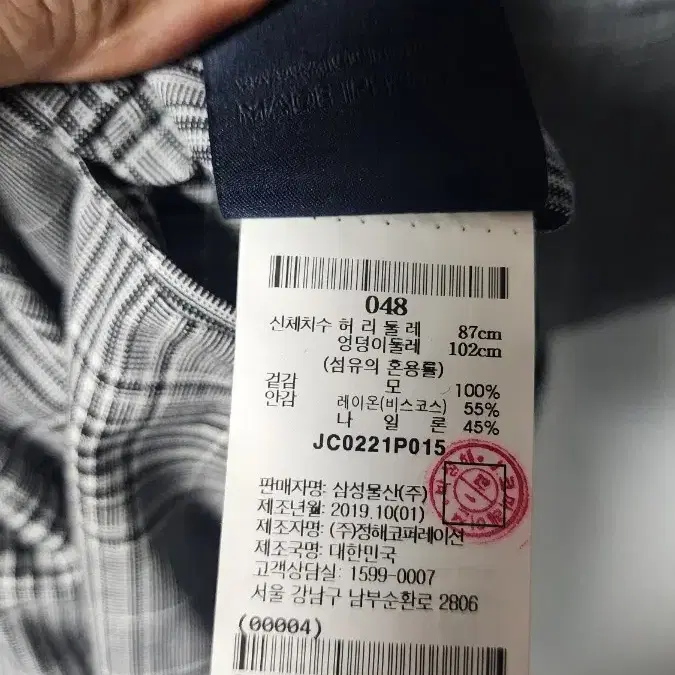 048
신체치수 허 리 둘 레 87cm
엉덩이둘레 102cm
(섬유의 혼용률)
겉감 모 100%
안감 레이온(비스코스) 55%
나 일 론 45%
JC0221P015
판매자명: 삼성물산(주)
제조년월: 2019.10(01)
제조자명: (주)정해코퍼레이션
제조국명: 대한민국
고객상담실: 1599-0007
서울 강남구 남부순환로 2806
(00004)